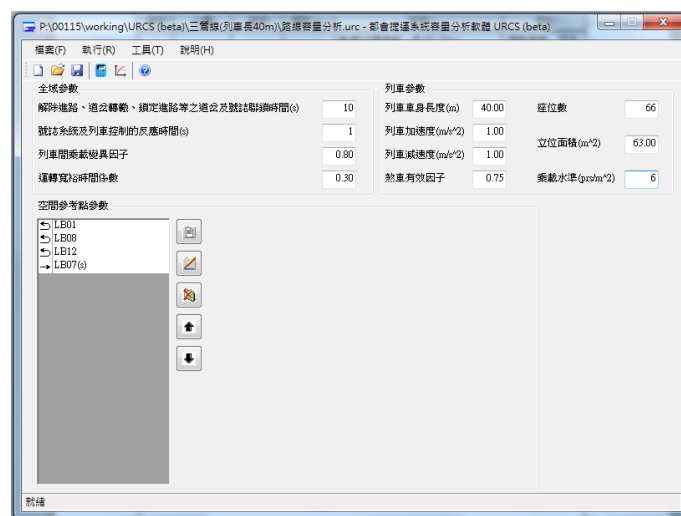 P:\00115\working\URCS (beta)\三鶯線(列車長40m)\路線容量分析.urc - 都會捷運系統容量分析軟體 URCS (beta)
檔案(F) 執行(R) 工具(T) 說明(H)
全域參數
解除進路、道岔轉轍、鎖定進路等之道岔及號誌聯鎖時間(s) 10
號誌系統及列車控制的反應時間(s) 1
列車間乘載變異因子 0.80
運轉寬裕時間係數 0.30
列車參數
列車車身長度(m) 40.00
列車加速度(m/s^2) 1.00
列車減速度(m/s^2) 1.00
煞車有效因子 0.75
座位數 66
立位面積(m^2) 63.00
乘載水準(prs/m^2) 6
空間參考點參數
LB01
LB08
LB12
LB07(s)
就緒